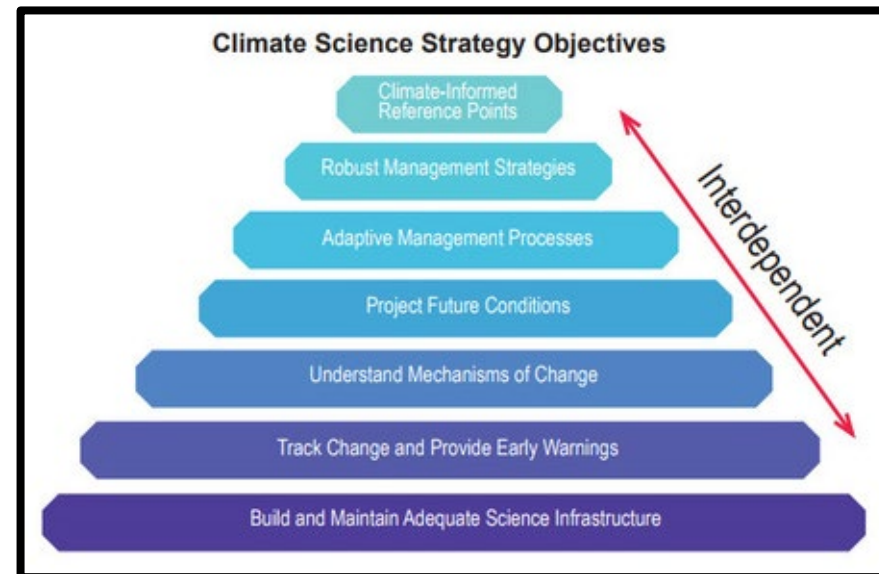 Climate Science Strategy Objectives
Climate-Informed
Reference Points
Robust Management Strategies
Adaptive Management Processes
Project Future Conditions
Understand Mechanisms of Change
Track Change and Provide Early Warnings
Build and Maintain Adequate Science Infrastructure
Interdependent